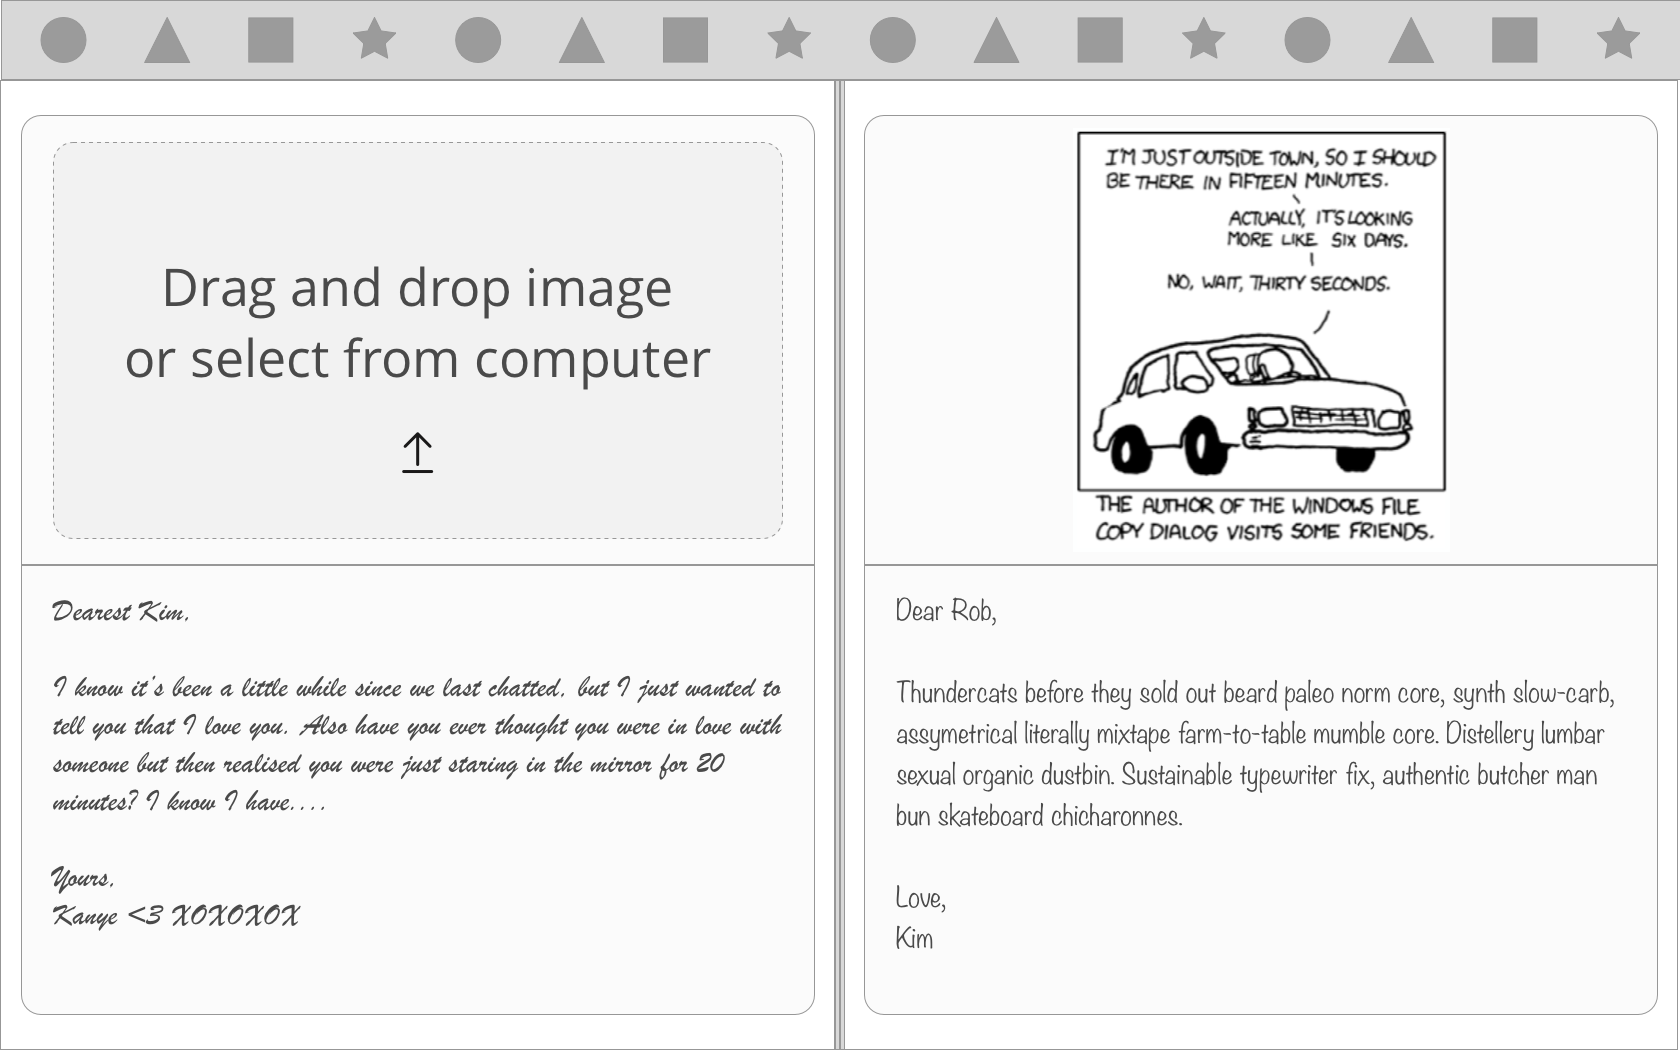 Drag and drop image
or select from computer
Dearest Kim,
I know it's been a little while since we last chatted, but I just wanted to
tell you that I love you. Also have you ever thought you were in love with
someone but then realised you were just staring in the mirror for 20
minutes? I know I have....
Yours,
Kanye <3 XOXOXOX
I'M JUST OUTSIDE TOWN, SO I SHOULD
BE THERE IN FIFTEEN MINUTES.
ACTUALLY, IT'S LOOKING
MORE LIKE SIX DAYS.
NO, WAIT, THIRTY SECONDS.
THE AUTHOR OF THE WINDOWS FILE
COPY DIALOG VISITS SOME FRIENDS.
Dear Rob,
Thundercats before they sold out beard paleo norm core, synth slow-carb,
assymetrical literally mixtape farm-to-table mumble core. Distellery lumbar
sexual organic dustbin. Sustainable typewriter fix, authentic butcher man
bun skateboard chicharonnes.
Love,
Kim